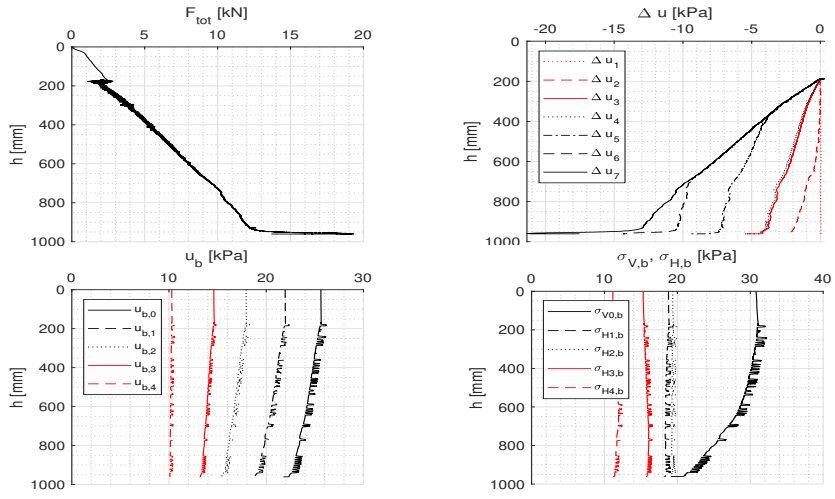 F_tot [kN]
0 5 10 15 20
h [mm]
0
200
400
600
800
1000
Δ u [kPa]
-20 -15 -10 -5 0
h [mm]
0
200
400
600
800
1000
Δ u_1
Δ u_2
Δ u_3
Δ u_4
Δ u_5
Δ u_6
Δ u_7
u_b [kPa]
0 10 20 30
h [mm]
0
200
400
600
800
1000
u_b,0
u_b,1
u_b,2
u_b,3
u_b,4
σ_V,b, σ_H,b [kPa]
0 10 20 30 40
h [mm]
0
200
400
600
800
1000
σ_V0,b
σ_H1,b
σ_H2,b
σ_H3,b
σ_H4,b